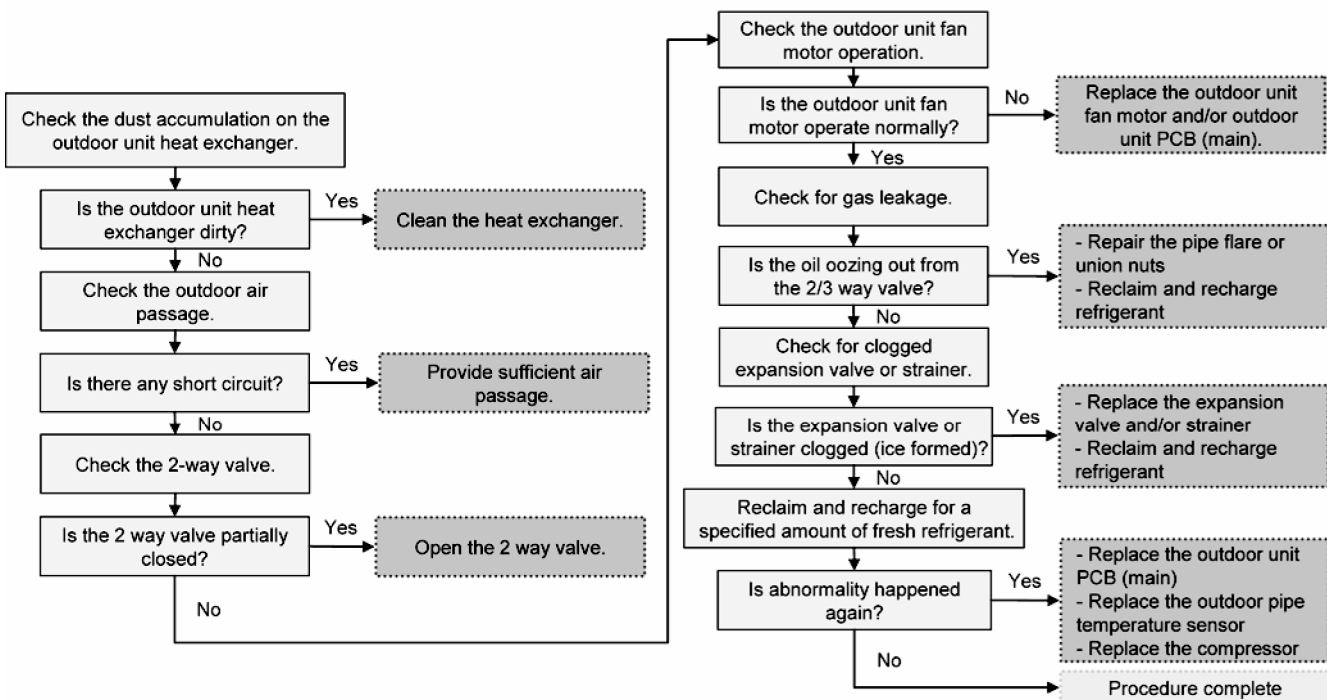 Check the dust accumulation on the
outdoor unit heat exchanger.
Is the outdoor unit heat
exchanger dirty?
Yes
Clean the heat exchanger.
No
Check the outdoor air
passage.
Is there any short circuit?
Yes
Provide sufficient air
passage.
No
Check the 2-way valve.
Is the 2 way valve partially
closed?
Yes
Open the 2 way valve.
No
Check the outdoor unit fan
motor operation.
Is the outdoor unit fan
motor operate normally?
No
Replace the outdoor unit
fan motor and/or outdoor
unit PCB (main).
Yes
Check for gas leakage.
Is the oil oozing out from
the 2/3 way valve?
Yes
- Repair the pipe flare or
union nuts
- Reclaim and recharge
refrigerant
No
Check for clogged
expansion valve or strainer.
Is the expansion valve or
strainer clogged (ice formed)?
Yes
- Replace the expansion
valve and/or strainer
- Reclaim and recharge
refrigerant
No
Reclaim and recharge for a
specified amount of fresh refrigerant.
Is abnormality happened
again?
Yes
- Replace the outdoor unit
PCB (main)
- Replace the outdoor pipe
temperature sensor
- Replace the compressor
No
Procedure complete